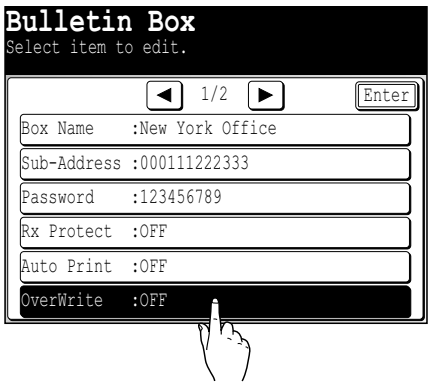 Bulletin Box
Select item to edit.
◄ 1/2 ► Enter
Box Name :New York Office
Sub-Address :000111222333
Password :123456789
Rx Protect :OFF
Auto Print :OFF
OverWrite :OFF